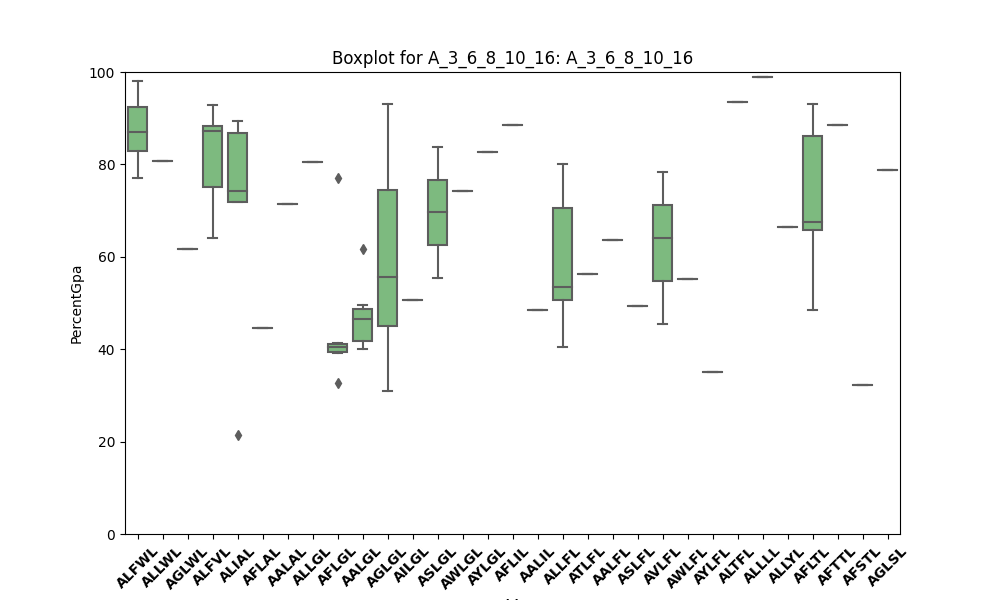 Boxplot for A_3_6_8_10_16: A_3_6_8_10_16
PercentGpa
100
80
60
40
20
0
ALFWL
ALLWL
AGLWL
ALFVL
ALIAL
AFLAL
AALAL
ALLGL
AFLGL
AALGL
AGLGL
AILGL
ASLGL
AWLGL
AYLGL
AFLIL
AALIL
ALLFL
ATLFL
AALFL
ASLFL
AVLFL
AWLFL
AYLFL
ALTFL
ALLLL
ALLYL
AFLTL
AFTTL
AFSTL
AGLSL